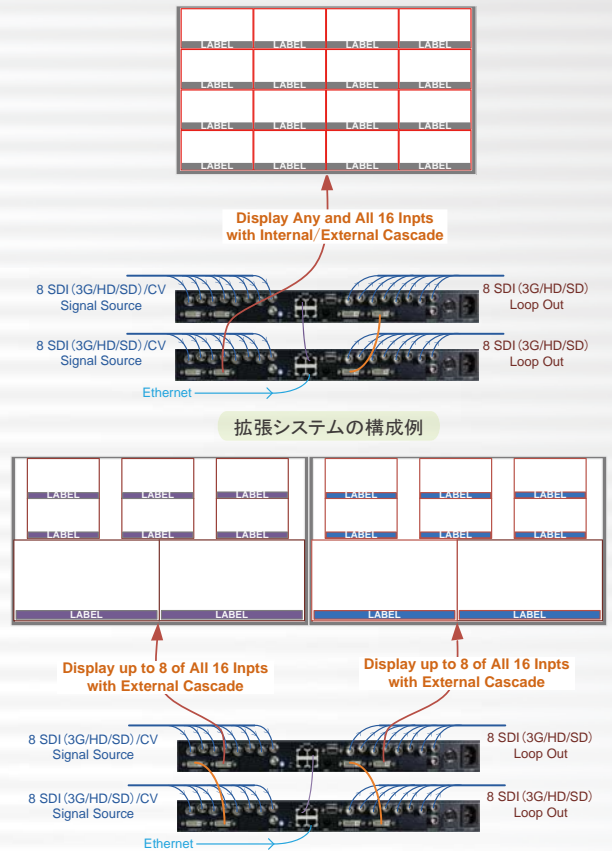 LABEL LABEL LABEL LABEL
LABEL LABEL LABEL LABEL
LABEL LABEL LABEL LABEL
LABEL LABEL LABEL LABEL
Display Any and All 16 Inpts
with Internal/External Cascade
8 SDI (3G/HD/SD)/CV
Signal Source
8 SDI (3G/HD/SD)
Loop Out
8 SDI (3G/HD/SD)/CV
Signal Source
8 SDI (3G/HD/SD)
Loop Out
Ethernet
拡張システムの構成例
LABEL LABEL LABEL
LABEL LABEL LABEL
LABEL LABEL
LABEL LABEL LABEL
LABEL LABEL LABEL
LABEL LABEL
Display up to 8 of All 16 Inpts
with External Cascade
Display up to 8 of All 16 Inpts
with External Cascade
8 SDI (3G/HD/SD)/CV
Signal Source
8 SDI (3G/HD/SD)
Loop Out
8 SDI (3G/HD/SD)/CV
Signal Source
8 SDI (3G/HD/SD)
Loop Out
Ethernet